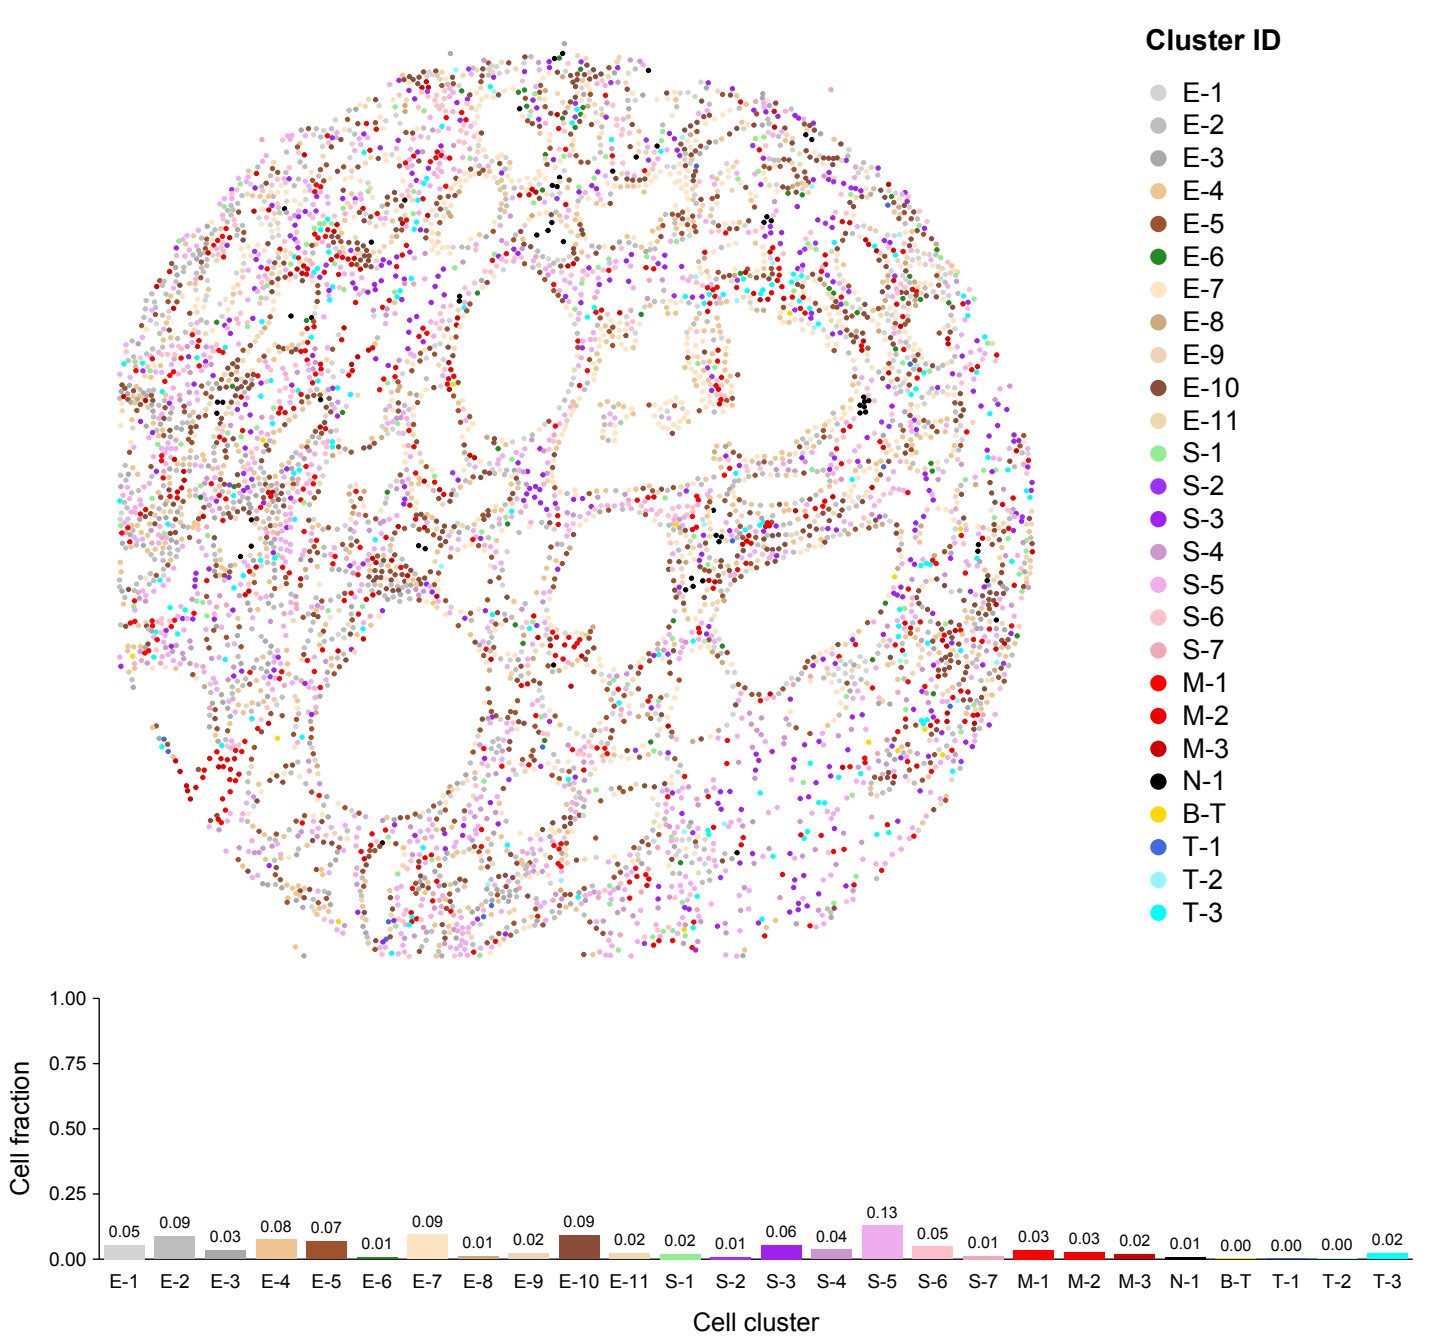 Cluster ID
E-1
E-2
E-3
E-4
E-5
E-6
E-7
E-8
E-9
E-10
E-11
S-1
S-2
S-3
S-4
S-5
S-6
S-7
M-1
M-2
M-3
N-1
B-T
T-1
T-2
T-3
1.00
0.75
0.50
0.25
0.00
Cell fraction
0.05 0.09 0.03 0.08 0.07 0.01 0.09 0.01 0.02 0.09 0.02 0.02 0.01 0.06 0.04 0.13 0.05 0.01 0.03 0.03 0.02 0.01 0.00 0.00 0.00 0.02
E-1 E-2 E-3 E-4 E-5 E-6 E-7 E-8 E-9 E-10 E-11 S-1 S-2 S-3 S-4 S-5 S-6 S-7 M-1 M-2 M-3 N-1 B-T T-1 T-2 T-3
Cell cluster